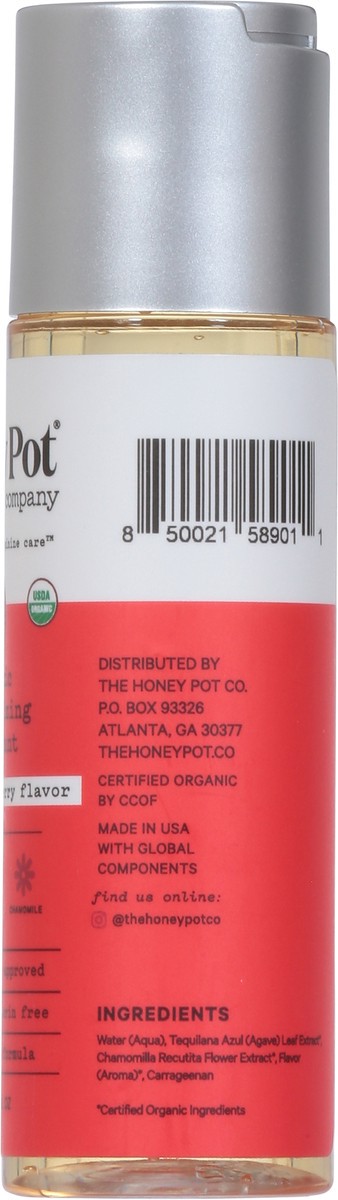 Pot®
company
care™
8 50021 58901 1
USDA
ORGANIC
DISTRIBUTED BY
THE HONEY POT CO.
P.O. BOX 93326
ATLANTA, GA 30377
THEHONEYPOT.CO
flavor
CERTIFIED ORGANIC
BY CCOF
MADE IN USA
WITH GLOBAL
COMPONENTS
CHAMOMILE
find us online:
@thehoneypotco
free
INGREDIENTS
Water (Aqua), Tequilana Azul (Agave) Leaf Extract*,
Chamomilla Recutita Flower Extract*, Flavor
(Aroma)*, Carrageenan
*Certified Organic Ingredients